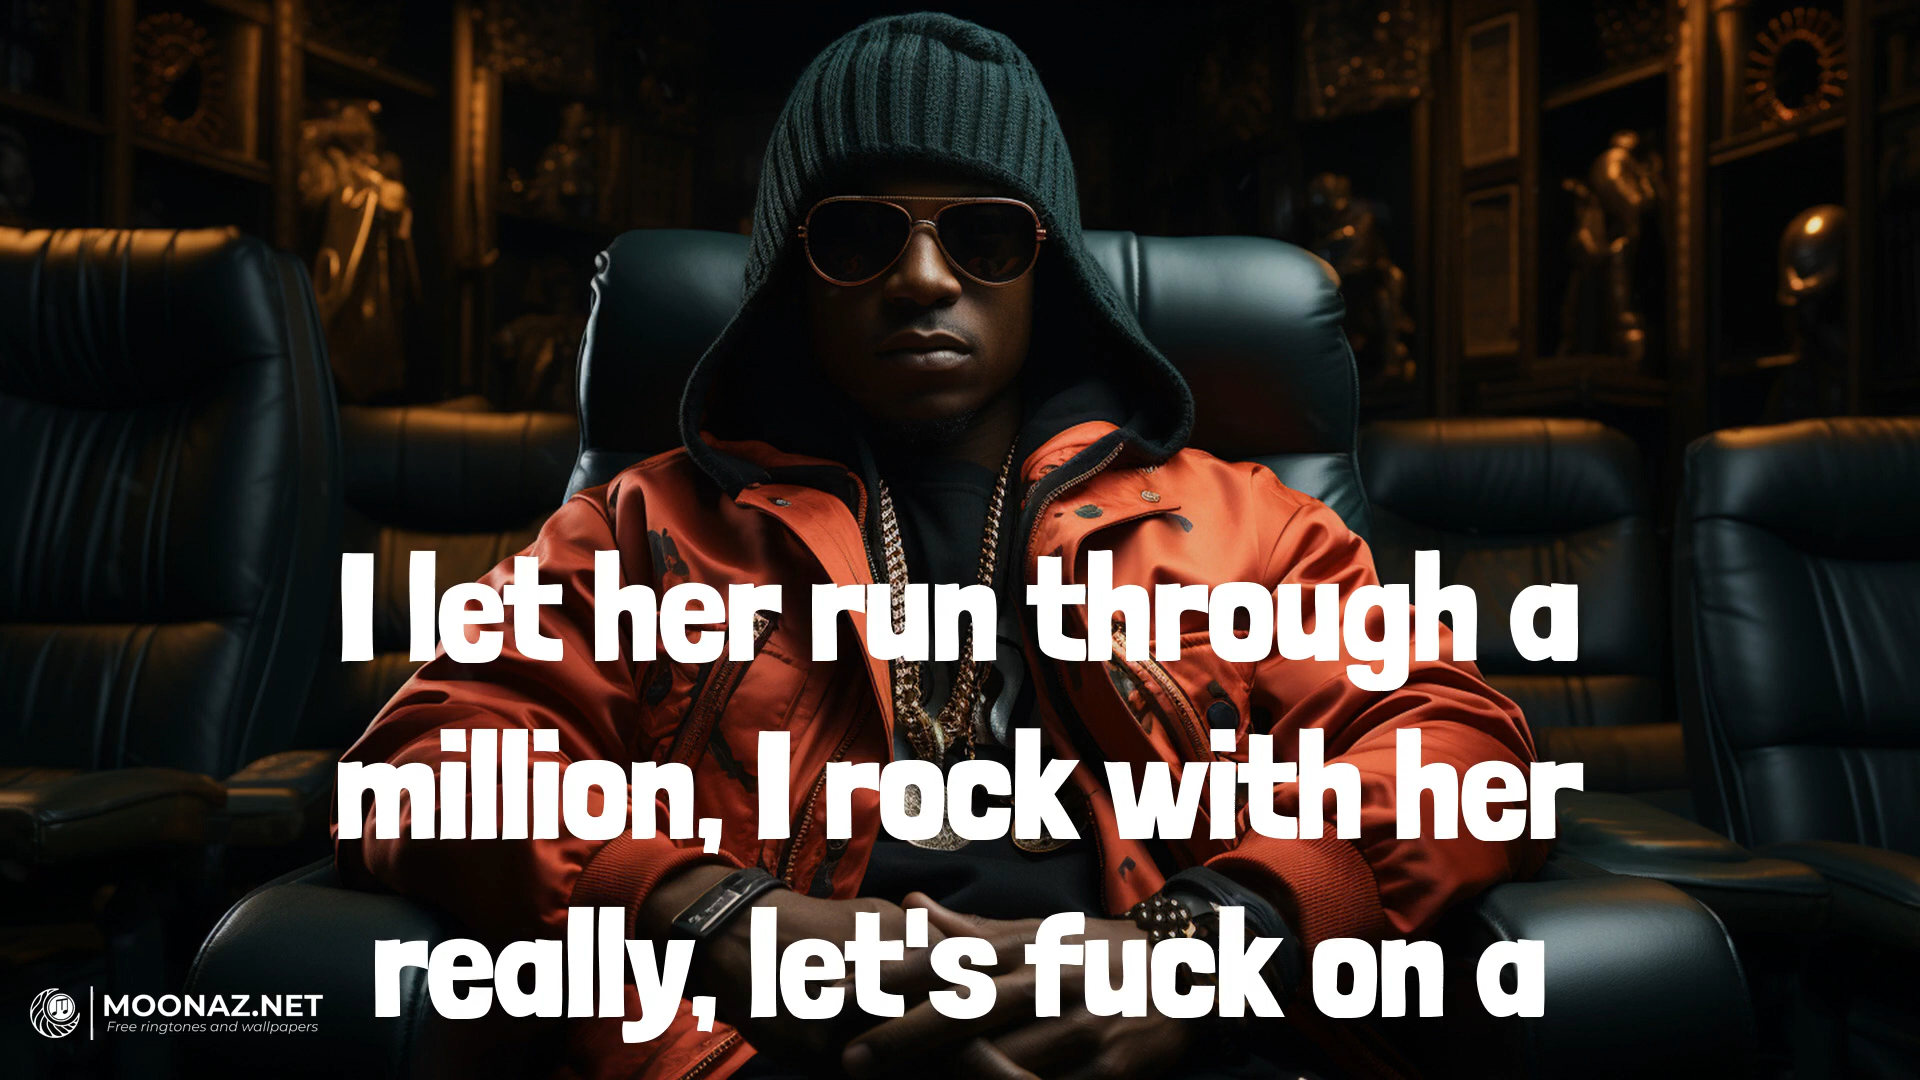 I let her run through a
million, I rock with her
really, let's fuck on a
MOONAZ.NET
Free ringtones and wallpapers